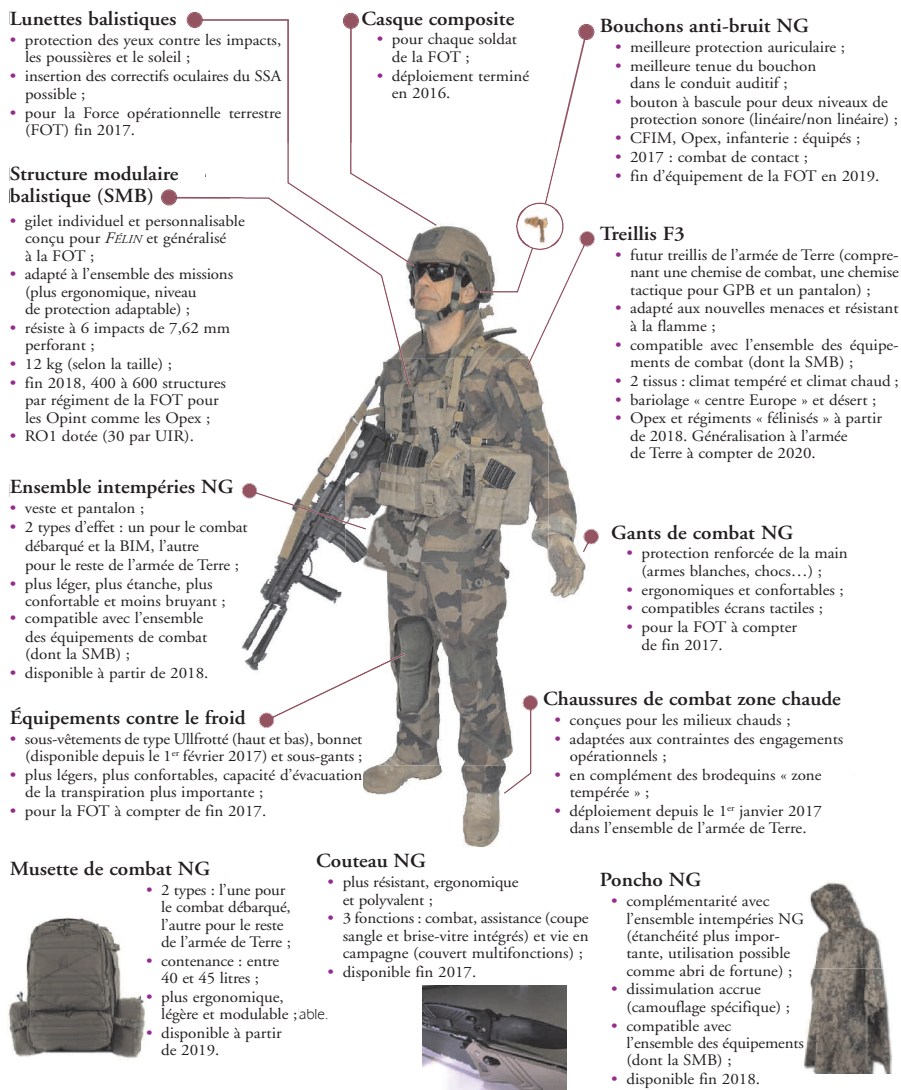 Lunettes balistiques
• protection des yeux contre les impacts,
les poussières et le soleil ;
• insertion des correctifs oculaires du SSA
possible ;
• pour la Force opérationnelle terrestre
(FOT) fin 2017.
Casque composite
• pour chaque soldat
de la FOT ;
• déploiement terminé
en 2016.
Bouchons anti-bruit NG
• meilleure protection auriculaire ;
• meilleure tenue du bouchon
dans le conduit auditif ;
• bouton à bascule pour deux niveaux de
protection sonore (linéaire/non linéaire) ;
• CFIM, Opex, infanterie : équipés ;
• 2017 : combat de contact ;
• fin d'équipement de la FOT en 2019.
Structure modulaire
balistique (SMB)
• gilet individuel et personnalisable
conçu pour FÉLIN et généralisé
à la FOT ;
• adapté à l'ensemble des missions
(plus ergonomique, niveau
de protection adaptable) ;
• résiste à 6 impacts de 7,62 mm
perforant ;
• 12 kg (selon la taille) ;
• fin 2018, 400 à 600 structures
par régiment de la FOT pour
les Opint comme les Opex ;
• RO1 dotée (30 par UIR).
Treillis F3
• futur treillis de l'armée de Terre (compre-
nant une chemise de combat, une chemise
tactique pour GPB et un pantalon) ;
• adapté aux nouvelles menaces et résistant
à la flamme ;
• compatible avec l'ensemble des équipe-
ments de combat (dont la SMB) ;
• 2 tissus : climat tempéré et climat chaud ;
• bariolage « centre Europe » et désert ;
• Opex et régiments « félinisés » à partir
de 2018. Généralisation à l'armée
de Terre à compter de 2020.
Ensemble intempéries NG
• veste et pantalon ;
• 2 types d'effet : un pour le combat
débarqué et la BIM, l'autre
pour le reste de l'armée de Terre ;
• plus léger, plus étanche, plus
confortable et moins bruyant ;
• compatible avec l'ensemble
des équipements de combat
(dont la SMB) ;
• disponible à partir de 2018.
Gants de combat NG
• protection renforcée de la main
(armes blanches, chocs…) ;
• ergonomiques et confortables ;
• compatibles écrans tactiles ;
• pour la FOT à compter
de fin 2017.
Équipements contre le froid
• sous-vêtements de type Ullfrotté (haut et bas), bonnet
(disponible depuis le 1er février 2017) et sous-gants ;
• plus légers, plus confortables, capacité d'évacuation
de la transpiration plus importante ;
• pour la FOT à compter de fin 2017.
Chaussures de combat zone chaude
• conçues pour les milieux chauds ;
• adaptées aux contraintes des engagements
opérationnels ;
• en complément des brodequins « zone
tempérée » ;
• déploiement depuis le 1er janvier 2017
dans l'ensemble de l'armée de Terre.
Musette de combat NG
• 2 types : l'une pour
le combat débarqué,
l'autre pour le reste
de l'armée de Terre ;
• contenance : entre
40 et 45 litres ;
• plus ergonomique,
légère et modulable ;able.
• disponible à partir
de 2019.
Couteau NG
• plus résistant, ergonomique
et polyvalent ;
• 3 fonctions : combat, assistance (coupe
sangle et brise-vitre intégrés) et vie en
campagne (couvert multifonctions) ;
• disponible fin 2017.
Poncho NG
• complémentarité avec
l'ensemble intempéries NG
(étanchéité plus impor-
tante, utilisation possible
comme abri de fortune) ;
• dissimulation accrue
(camouflage spécifique) ;
• compatible avec
l'ensemble des équipements
(dont la SMB) ;
• disponible fin 2018.